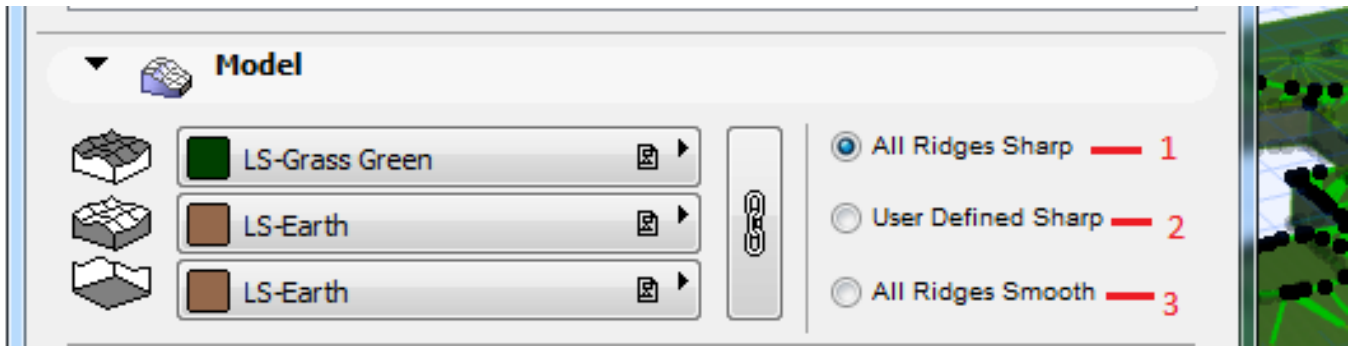 Model
LS-Grass Green
LS-Earth
LS-Earth
All Ridges Sharp 1
User Defined Sharp 2
All Ridges Smooth 3